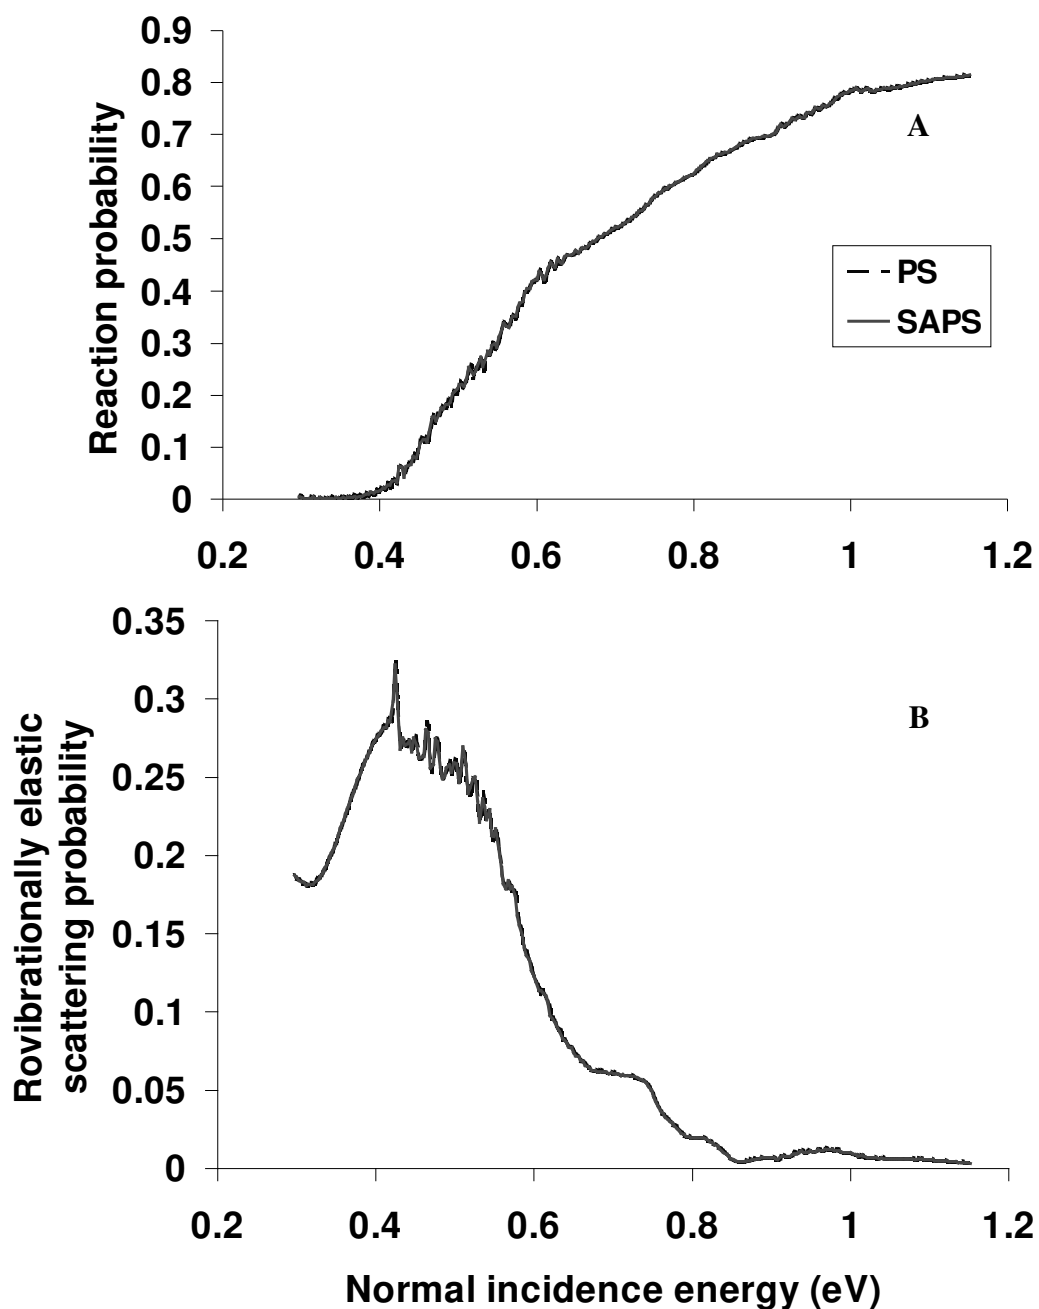 0.9
0.8
0.7
0.6
0.5
0.4
0.3
0.2
0.1
0
Reaction probability
A
PS
SAPS
0.2 0.4 0.6 0.8 1 1.2
0.35
0.3
0.25
0.2
0.15
0.1
0.05
0
Rovibrationally elastic
scattering probability
B
0.2 0.4 0.6 0.8 1 1.2
Normal incidence energy (eV)